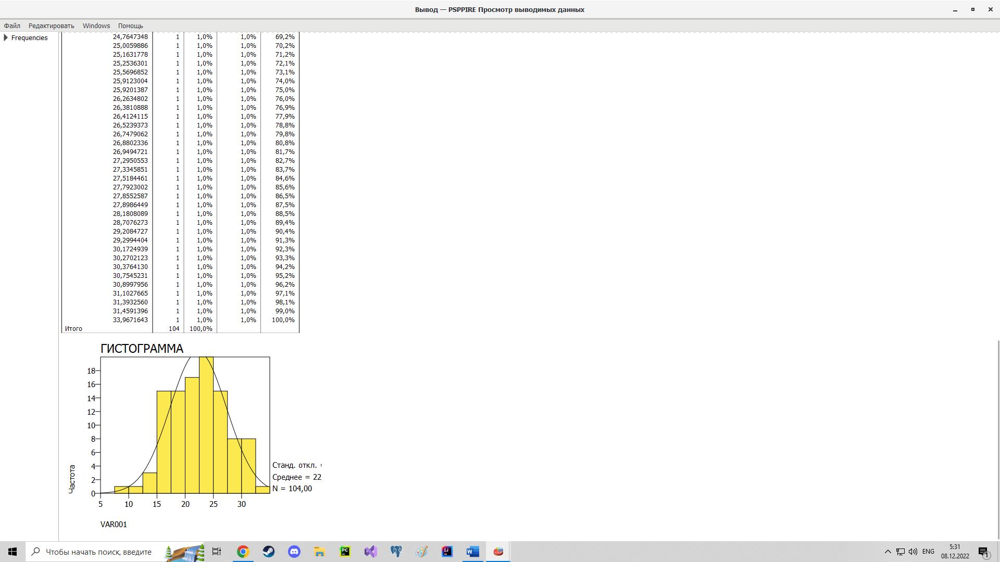 Вывод — PSPPIRE Просмотр выводимых данных
Файл Редактировать Windows Помощь
Frequencies
24,7647348 1 1,0% 1,0% 69,2%
25,0059886 1 1,0% 1,0% 70,2%
25,1631778 1 1,0% 1,0% 71,2%
25,2536301 1 1,0% 1,0% 72,1%
25,5696852 1 1,0% 1,0% 73,1%
25,9123004 1 1,0% 1,0% 74,0%
25,9201387 1 1,0% 1,0% 75,0%
26,2634802 1 1,0% 1,0% 76,0%
26,3810888 1 1,0% 1,0% 76,9%
26,4124115 1 1,0% 1,0% 77,9%
26,5239373 1 1,0% 1,0% 78,8%
26,7479062 1 1,0% 1,0% 79,8%
26,8802336 1 1,0% 1,0% 80,8%
26,9494721 1 1,0% 1,0% 81,7%
27,2950553 1 1,0% 1,0% 82,7%
27,3345851 1 1,0% 1,0% 83,7%
27,5184461 1 1,0% 1,0% 84,6%
27,7923002 1 1,0% 1,0% 85,6%
27,8552587 1 1,0% 1,0% 86,5%
27,8986449 1 1,0% 1,0% 87,5%
28,1808089 1 1,0% 1,0% 88,5%
28,7076273 1 1,0% 1,0% 89,4%
29,2084727 1 1,0% 1,0% 90,4%
29,2994404 1 1,0% 1,0% 91,3%
30,1724939 1 1,0% 1,0% 92,3%
30,2702123 1 1,0% 1,0% 93,3%
30,3764130 1 1,0% 1,0% 94,2%
30,7545231 1 1,0% 1,0% 95,2%
30,8997956 1 1,0% 1,0% 96,2%
31,1027665 1 1,0% 1,0% 97,1%
31,3932560 1 1,0% 1,0% 98,1%
31,4591396 1 1,0% 1,0% 99,0%
33,9671643 1 1,0% 1,0% 100,0%
Итого 104 100,0%
ГИСТОГРАММА
18
16
14
12
10
8
6
4
2
0
Частота
5 10 15 20 25 30
Станд. откл. =
Среднее = 22
N = 104,00
VAR001
Чтобы начать поиск, введите
PC
IJ
W
ENG
5:31
08.12.2022
1